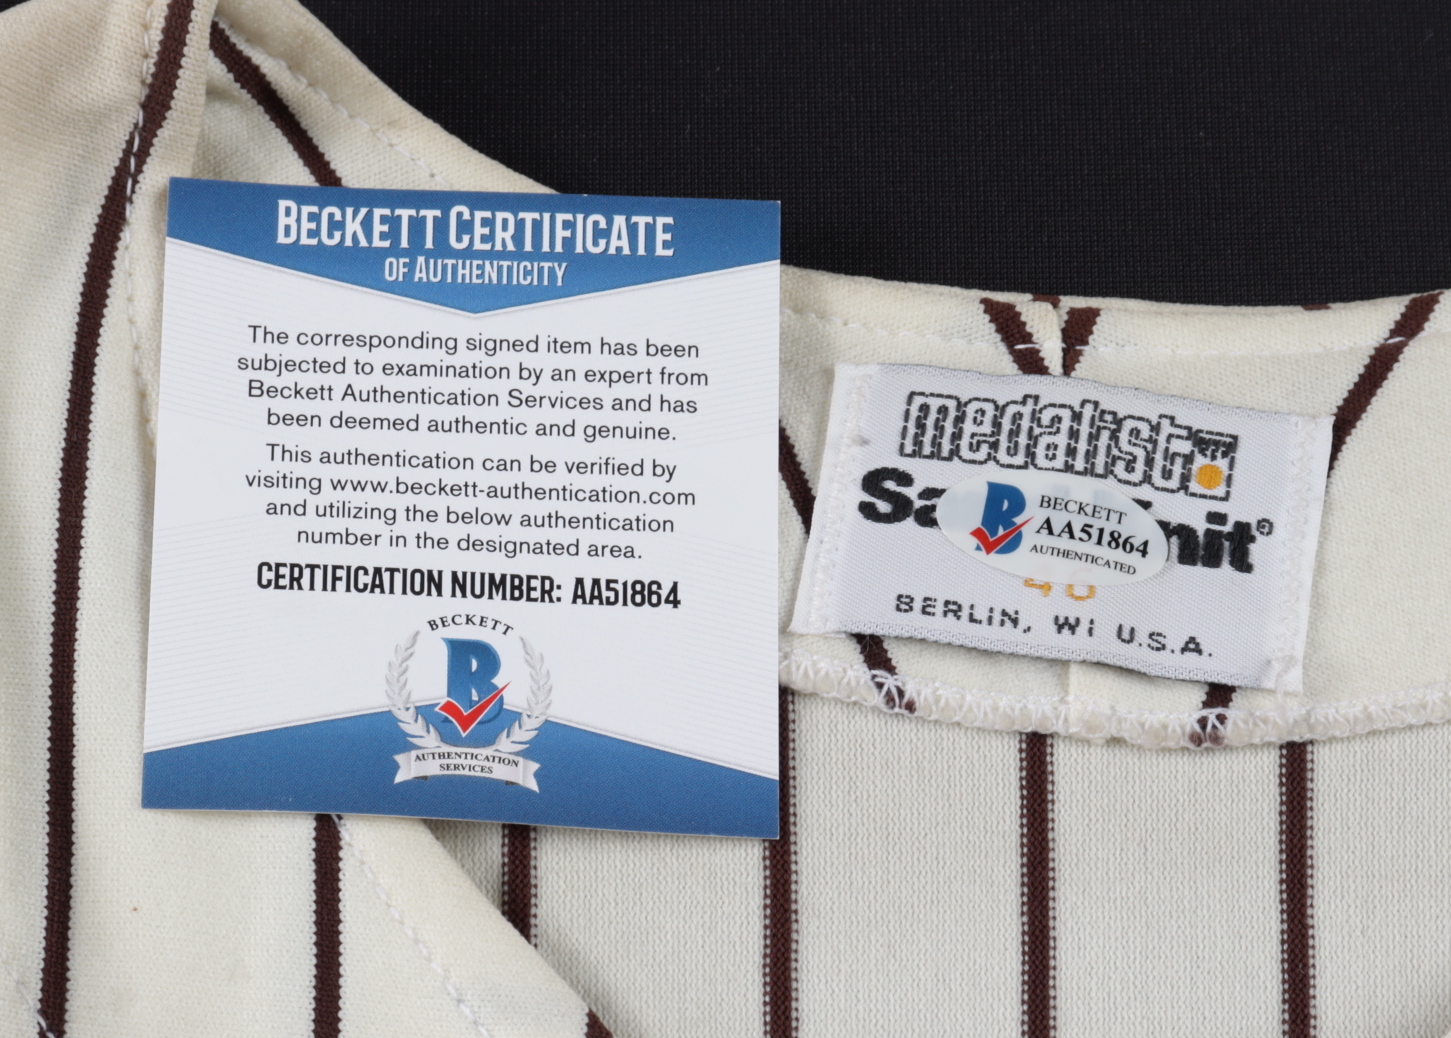 BECKETT CERTIFICATE
OF AUTHENTICITY
The corresponding signed item has been
subjected to examination by an expert from
Beckett Authentication Services and has
been deemed authentic and genuine.
This authentication can be verified by
visiting www.beckett-authentication.com
and utilizing the below authentication
number in the designated area.
CERTIFICATION NUMBER: AA51864
BECKETT
B
AUTHENTICATION
SERVICES
medalist
B
BECKETT
AA51864
AUTHENTICATED
BERLIN, WI U.S.A.